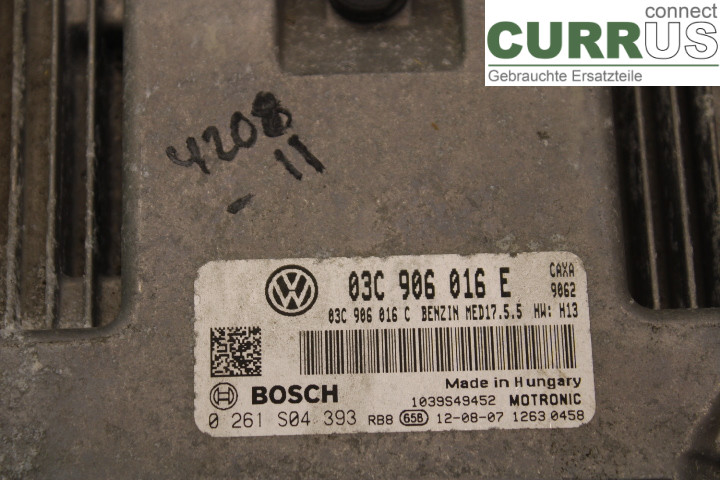 connect
CURRUS
Gebrauchte Ersatzteile
4208
-11
03C 906 016 E CAXA
9062
03C 906 016 C BENZIN MED17.5.5 HW: H13
Made in Hungary
BOSCH 1039S49452 MOTRONIC
0 261 S04 393 RB8 65B 12-08-07 1263 0458